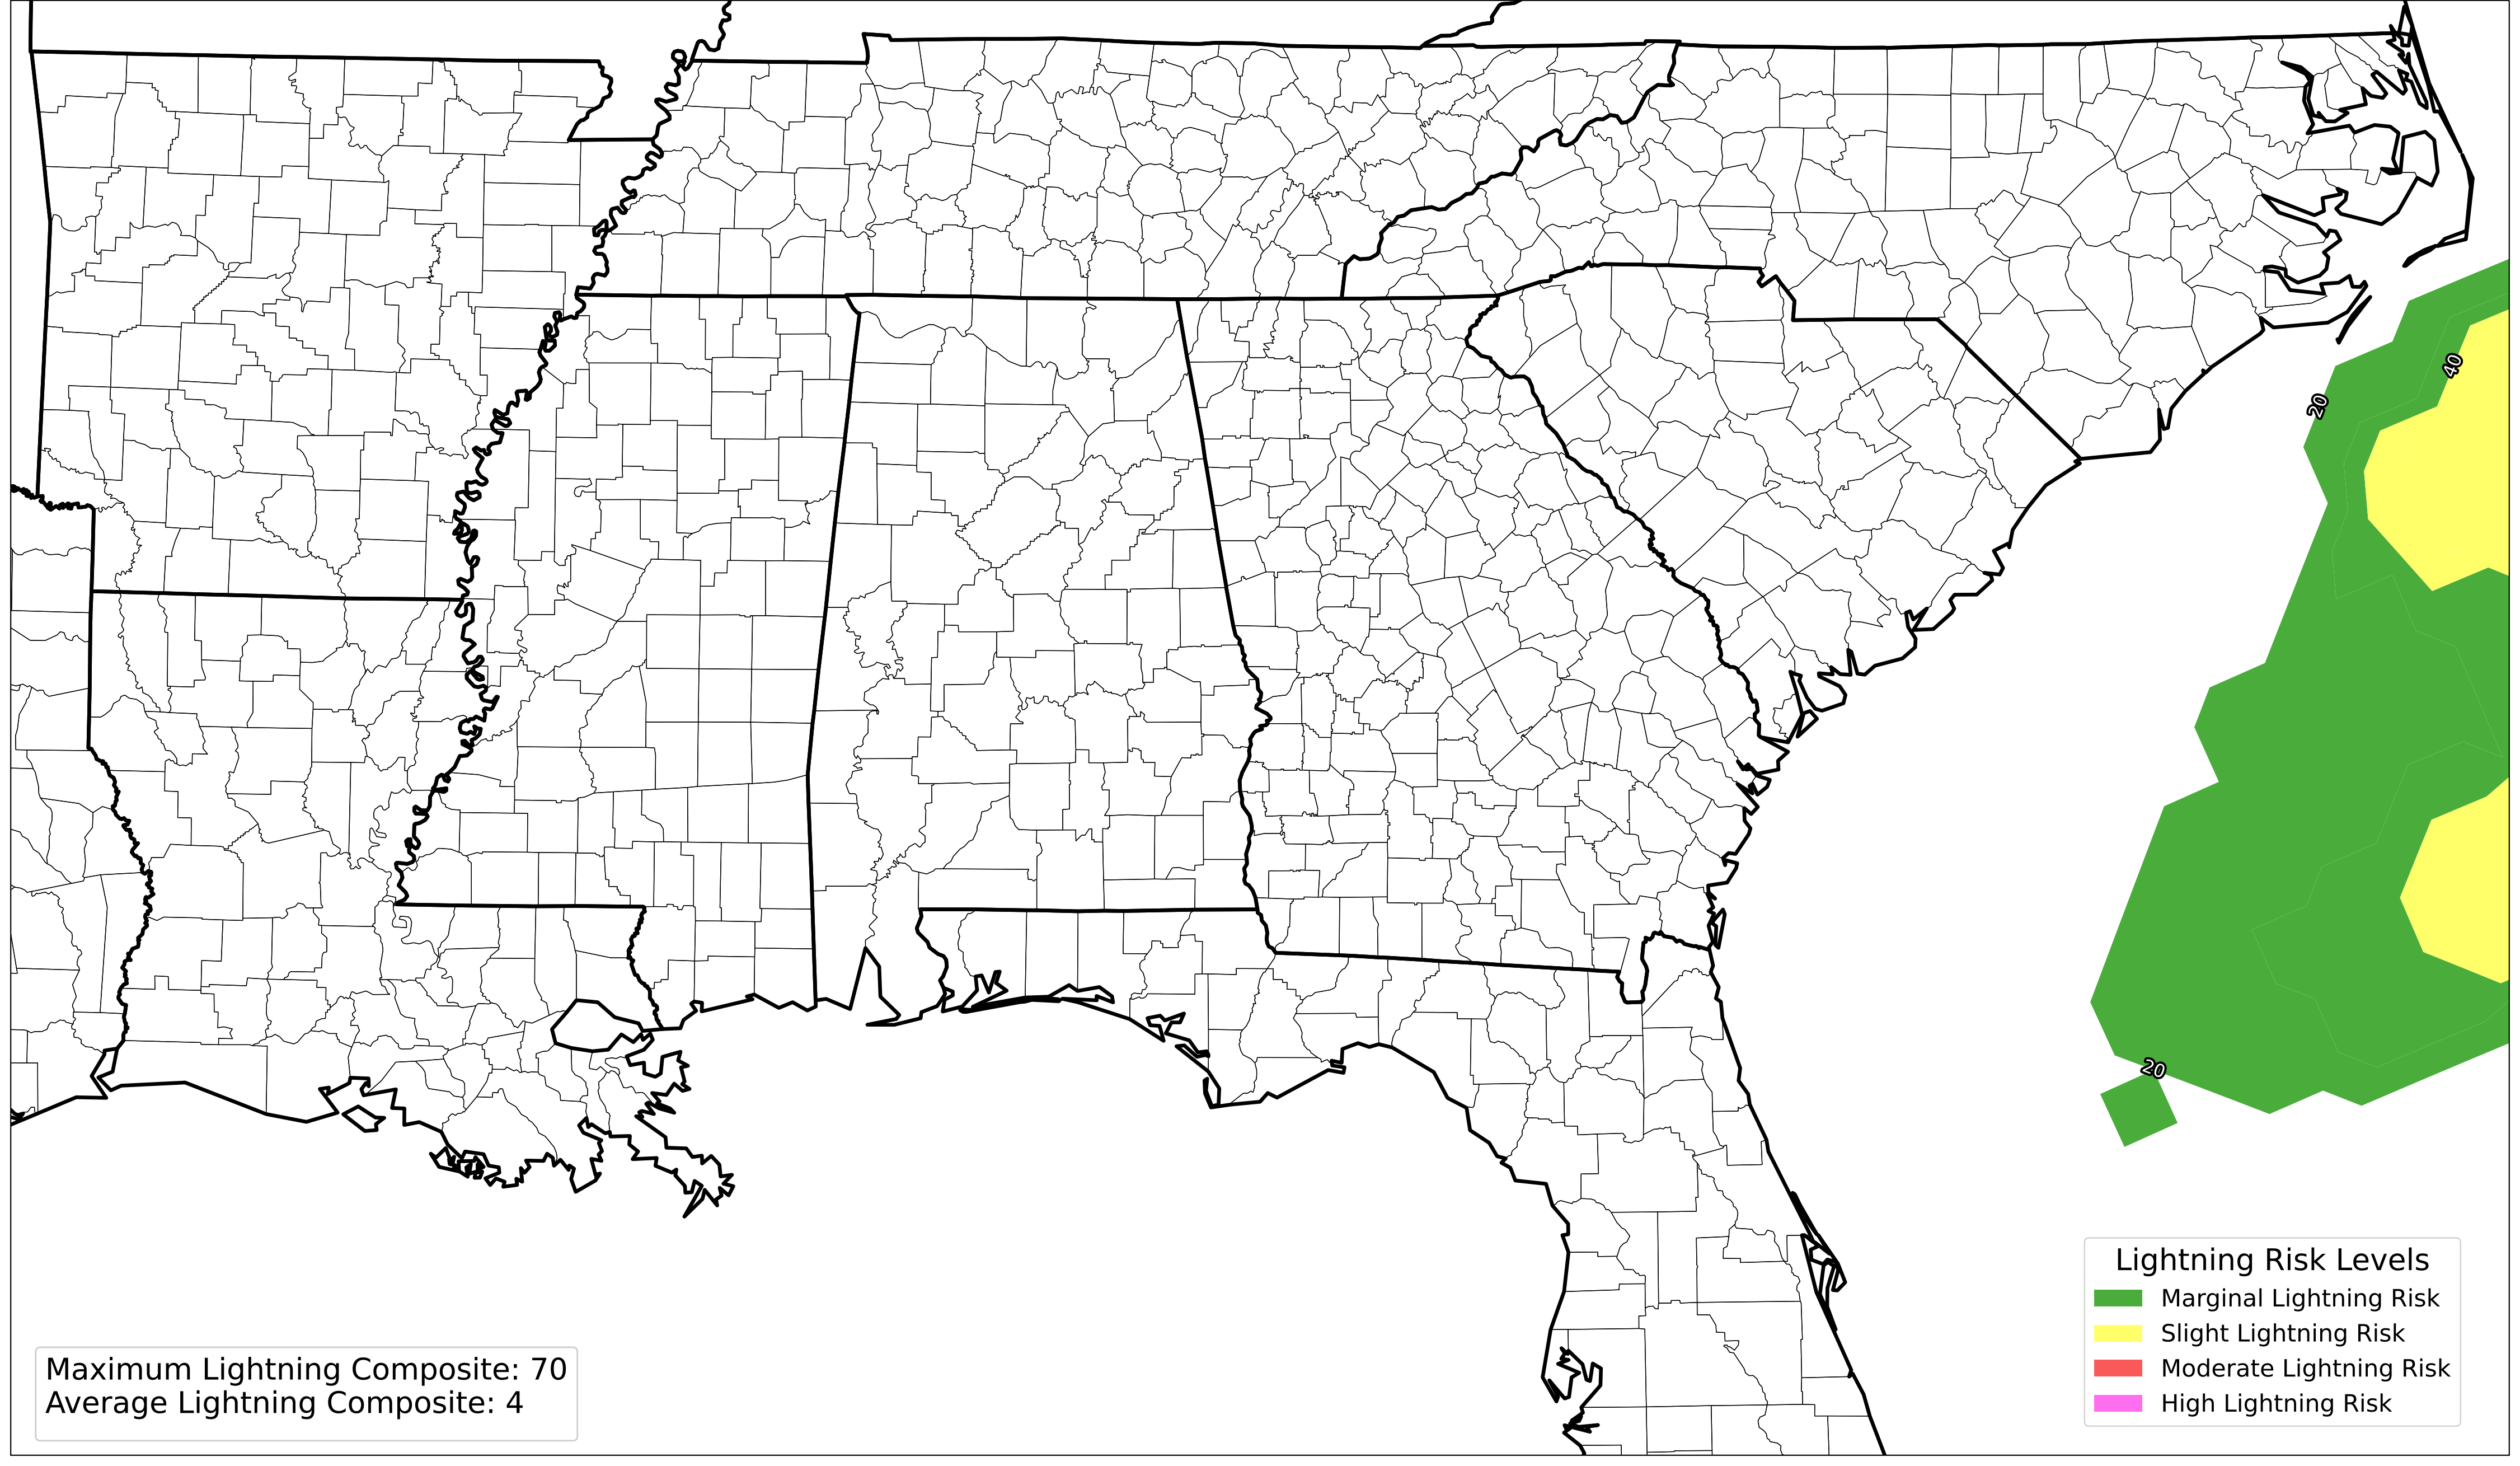 40
20
20
Lightning Risk Levels
Marginal Lightning Risk
Slight Lightning Risk
Moderate Lightning Risk
High Lightning Risk
Maximum Lightning Composite: 70
Average Lightning Composite: 4